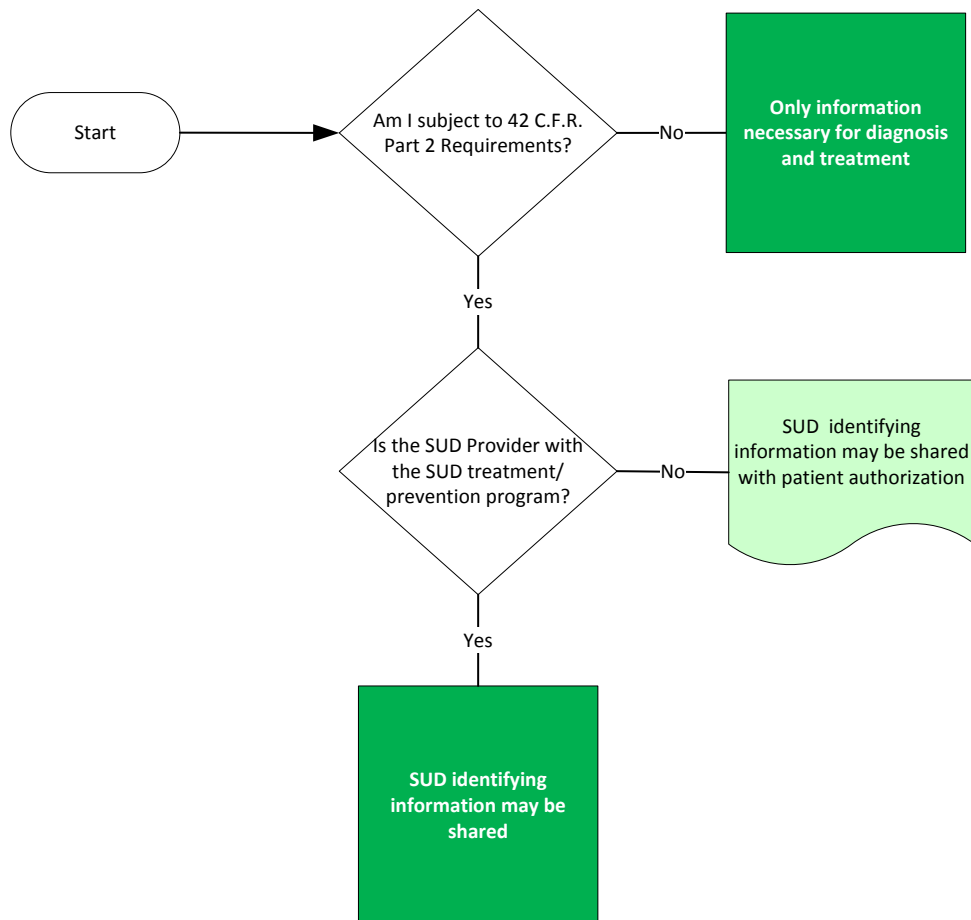 Start
Am I subject to 42 C.F.R.
Part 2 Requirements?
No
Only information
necessary for diagnosis
and treatment
Yes
Is the SUD Provider with
the SUD treatment/
prevention program?
No
SUD  identifying
information may be shared
with patient authorization
Yes
SUD identifying
information may be
shared